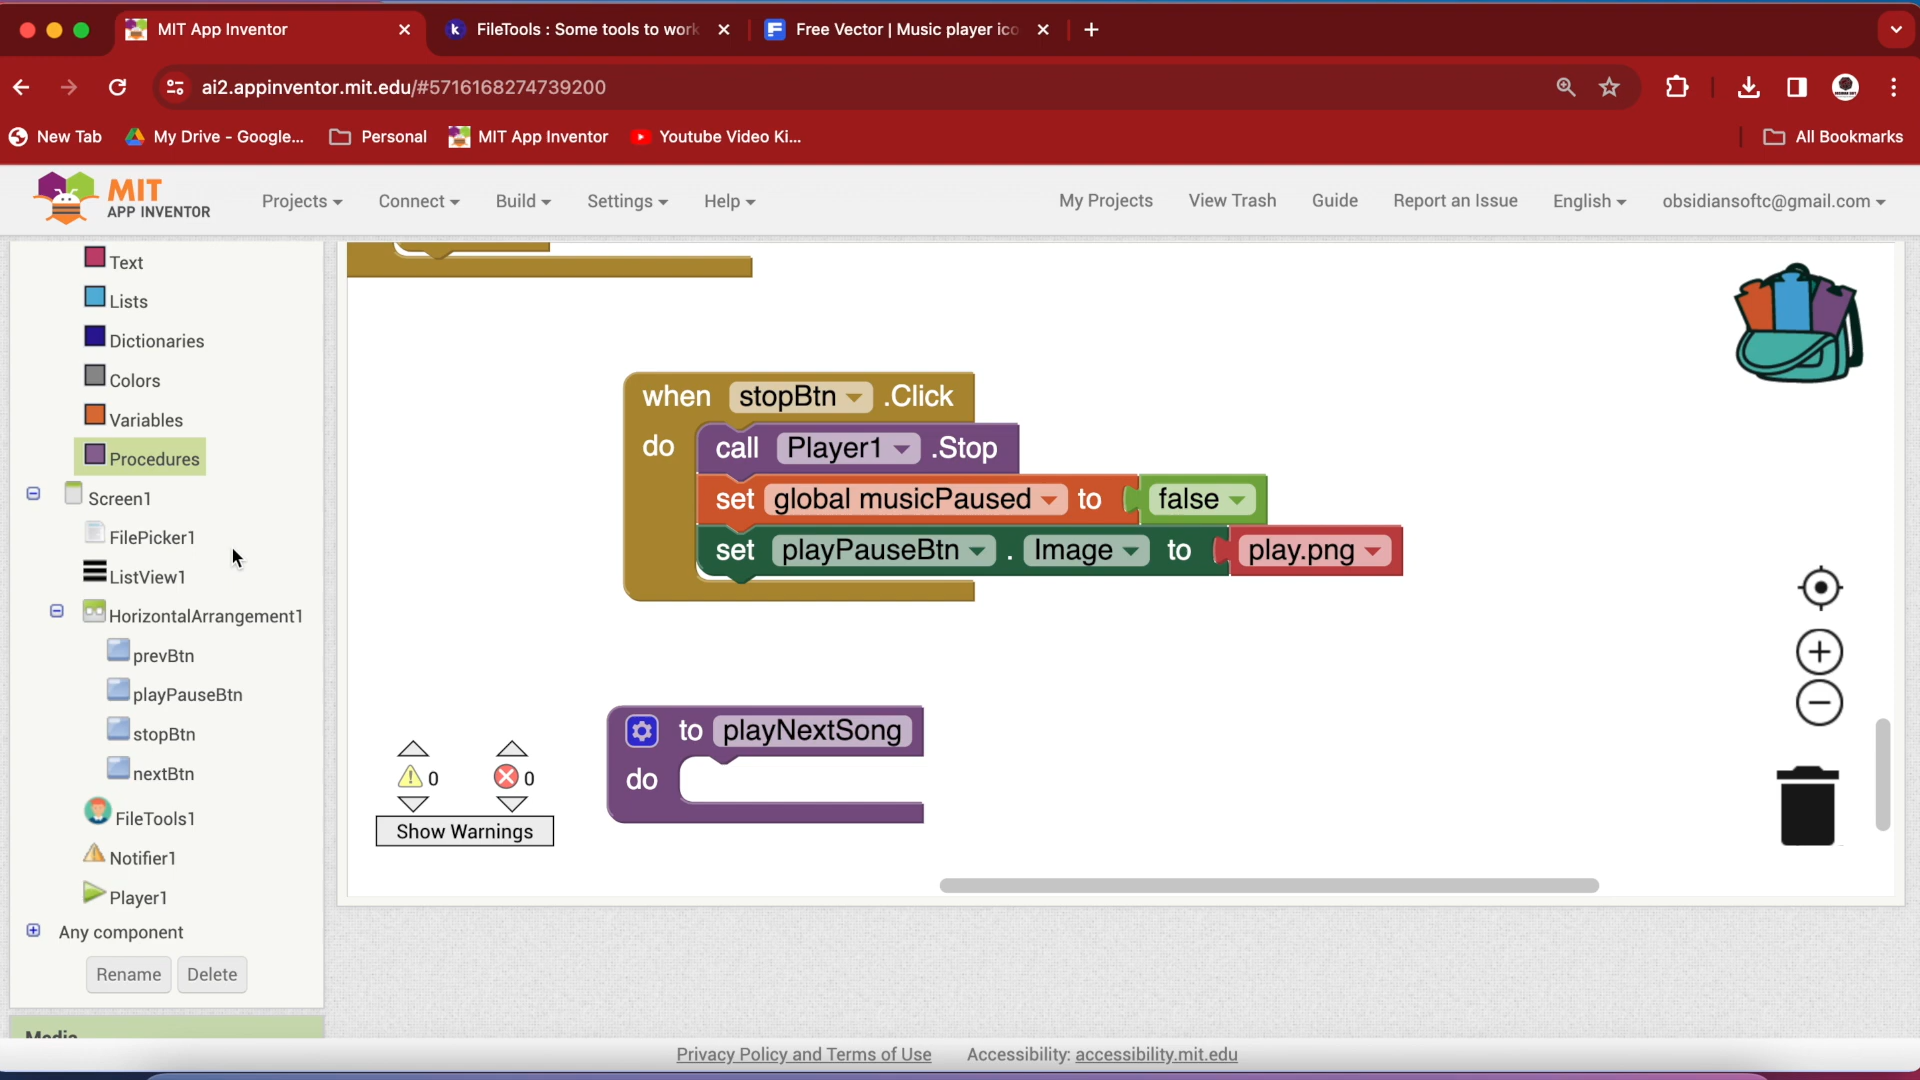 MIT App Inventor
FileTools : Some tools to work
Free Vector | Music player ico
ai2.appinventor.mit.edu/#5716168274739200
New Tab
My Drive - Google...
Personal
MIT App Inventor
Youtube Video Ki...
All Bookmarks
MIT
APP INVENTOR
Projects
Connect
Build
Settings
Help
My Projects
View Trash
Guide
Report an Issue
English
obsidiansoftc@gmail.com
Text
Lists
Dictionaries
Colors
Variables
Procedures
Screen1
FilePicker1
ListView1
HorizontalArrangement1
prevBtn
playPauseBtn
stopBtn
nextBtn
FileTools1
Notifier1
Player1
Any component
Rename
Delete
Media
when stopBtn .Click
do call Player1 .Stop
set global musicPaused to false
set playPauseBtn . Image to play.png
to playNextSong
do
0
0
Show Warnings
Privacy Policy and Terms of Use
Accessibility: accessibility.mit.edu